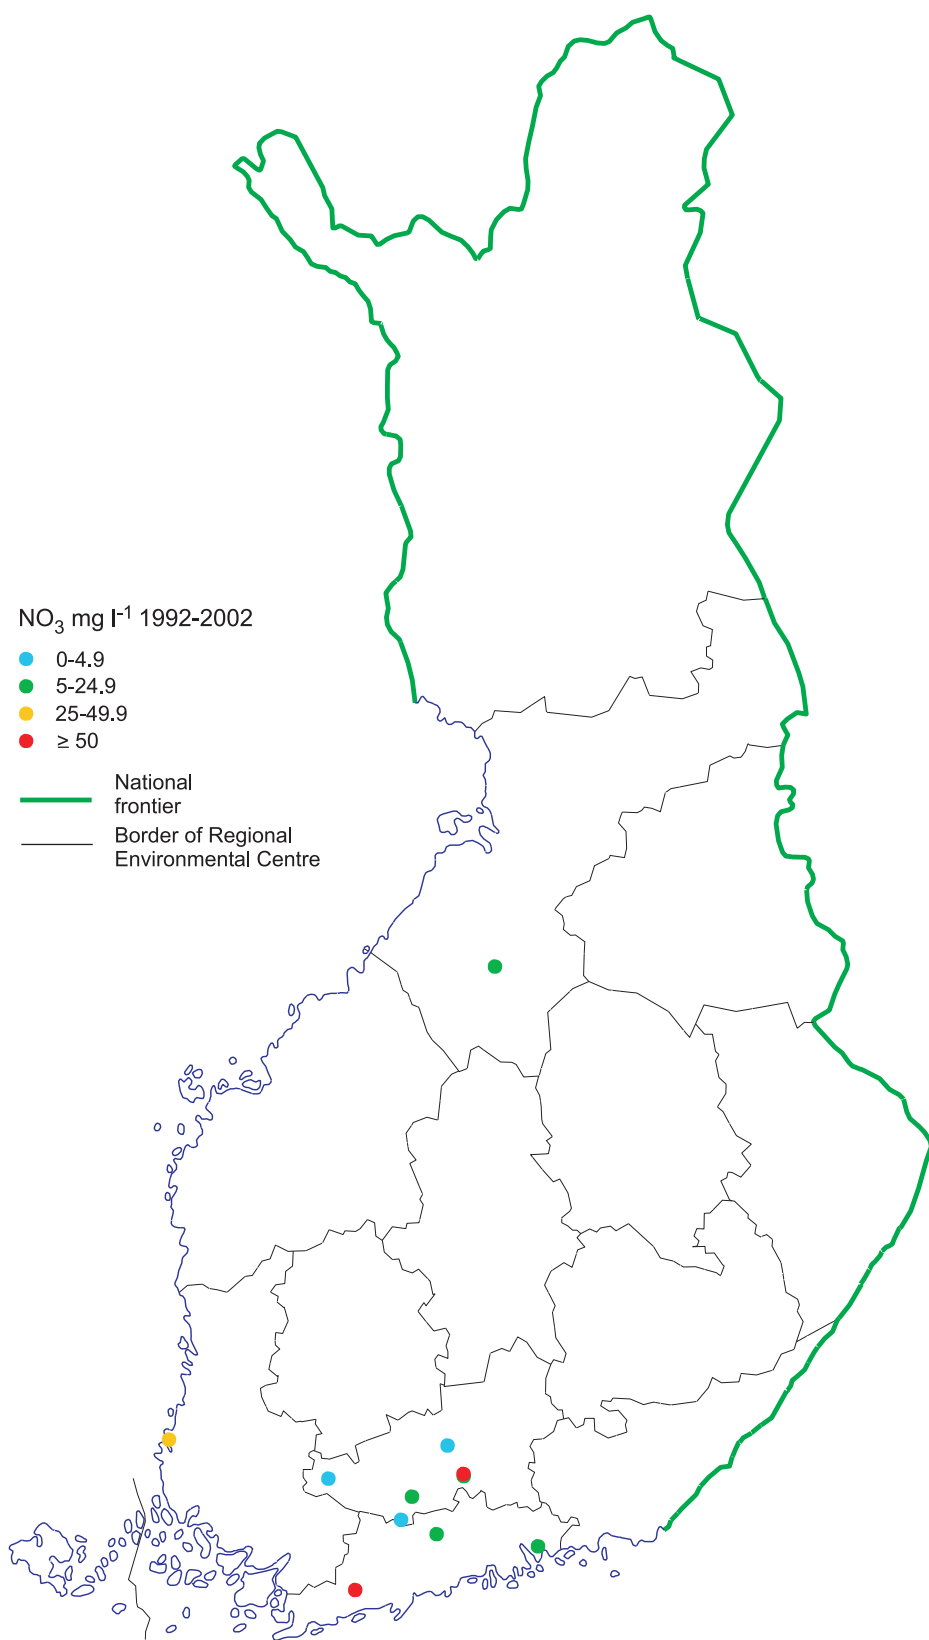 NO₃ mg l⁻¹ 1992-2002
0-4.9
5-24.9
25-49.9
≥ 50
National
frontier
Border of Regional
Environmental Centre